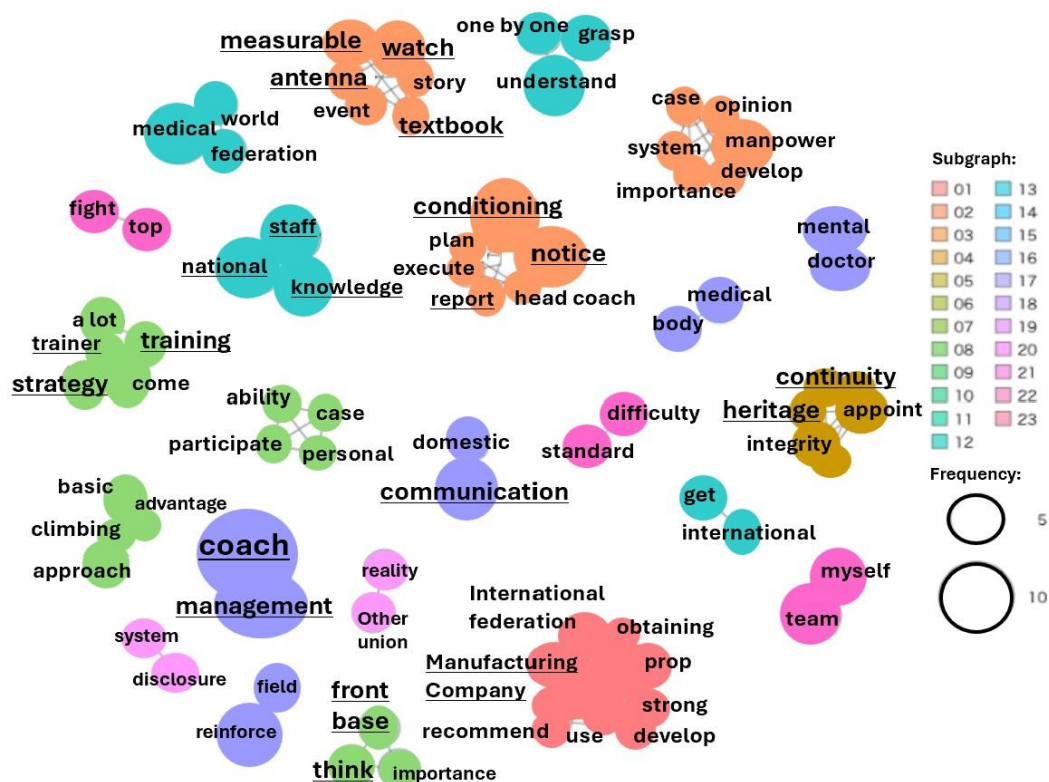 measurable
watch
antenna
story
event
textbook
one by one
grasp
understand
medical
world
federation
case
opinion
system
manpower
develop
importance
fight
top
staff
national
knowledge
conditioning
plan
notice
execute
report
head coach
mental
doctor
medical
body
a lot
trainer
training
strategy
come
ability
case
participate
personal
domestic
communication
difficulty
standard
continuity
heritage
appoint
integrity
get
international
basic
advantage
climbing
approach
coach
management
reality
Other
union
system
disclosure
field
reinforce
front
base
think
importance
International
federation
obtaining
Manufacturing
Company
prop
strong
recommend
use
develop
myself
team
Subgraph:
01
02
03
04
05
06
07
08
09
10
11
12
13
14
15
16
17
18
19
20
21
22
23
Frequency:
5
10